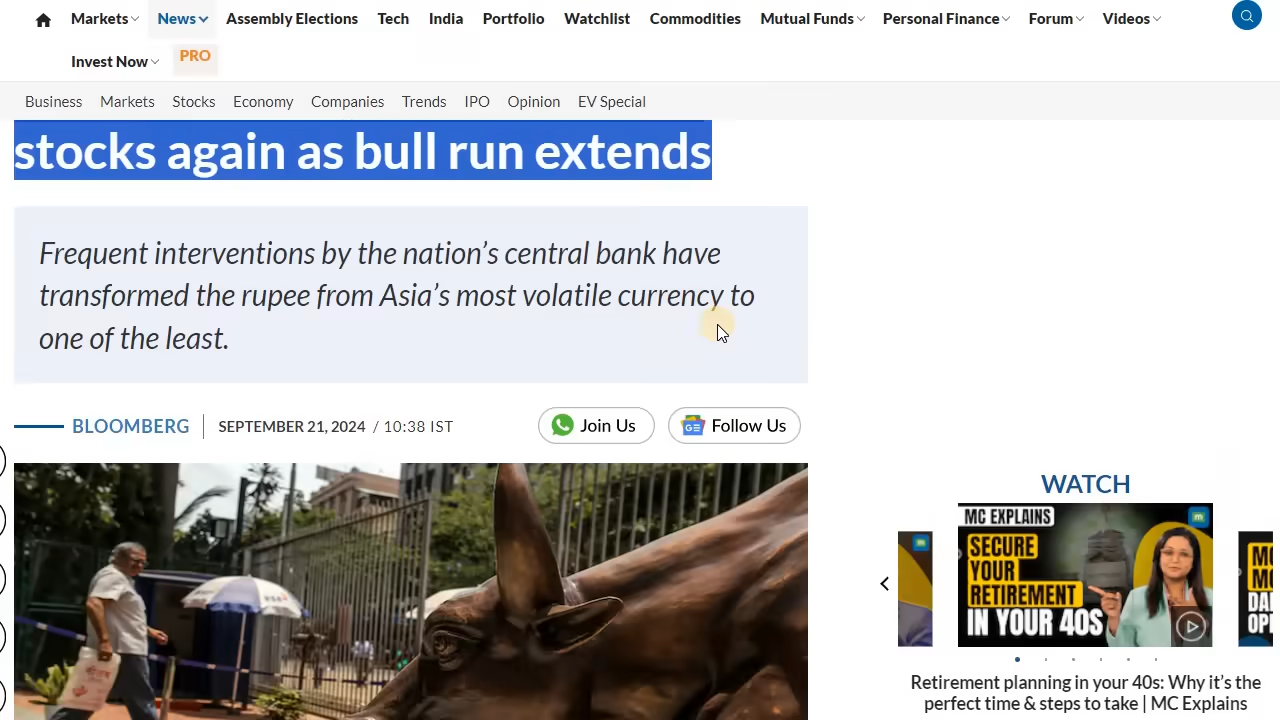 Markets News Assembly Elections Tech India Portfolio Watchlist Commodities Mutual Funds Personal Finance Forum Videos
Invest Now PRO
Business Markets Stocks Economy Companies Trends IPO Opinion EV Special
stocks again as bull run extends
Frequent interventions by the nation’s central bank have
transformed the rupee from Asia’s most volatile currency to
one of the least.
BLOOMBERG SEPTEMBER 21, 2024 / 10:38 IST Join Us GE Follow Us
WATCH
MC EXPLAINS
SECURE
YOUR
RETIREMENT
IN YOUR 40S
Retirement planning in your 40s: Why it’s the
perfect time & steps to take | MC Explains